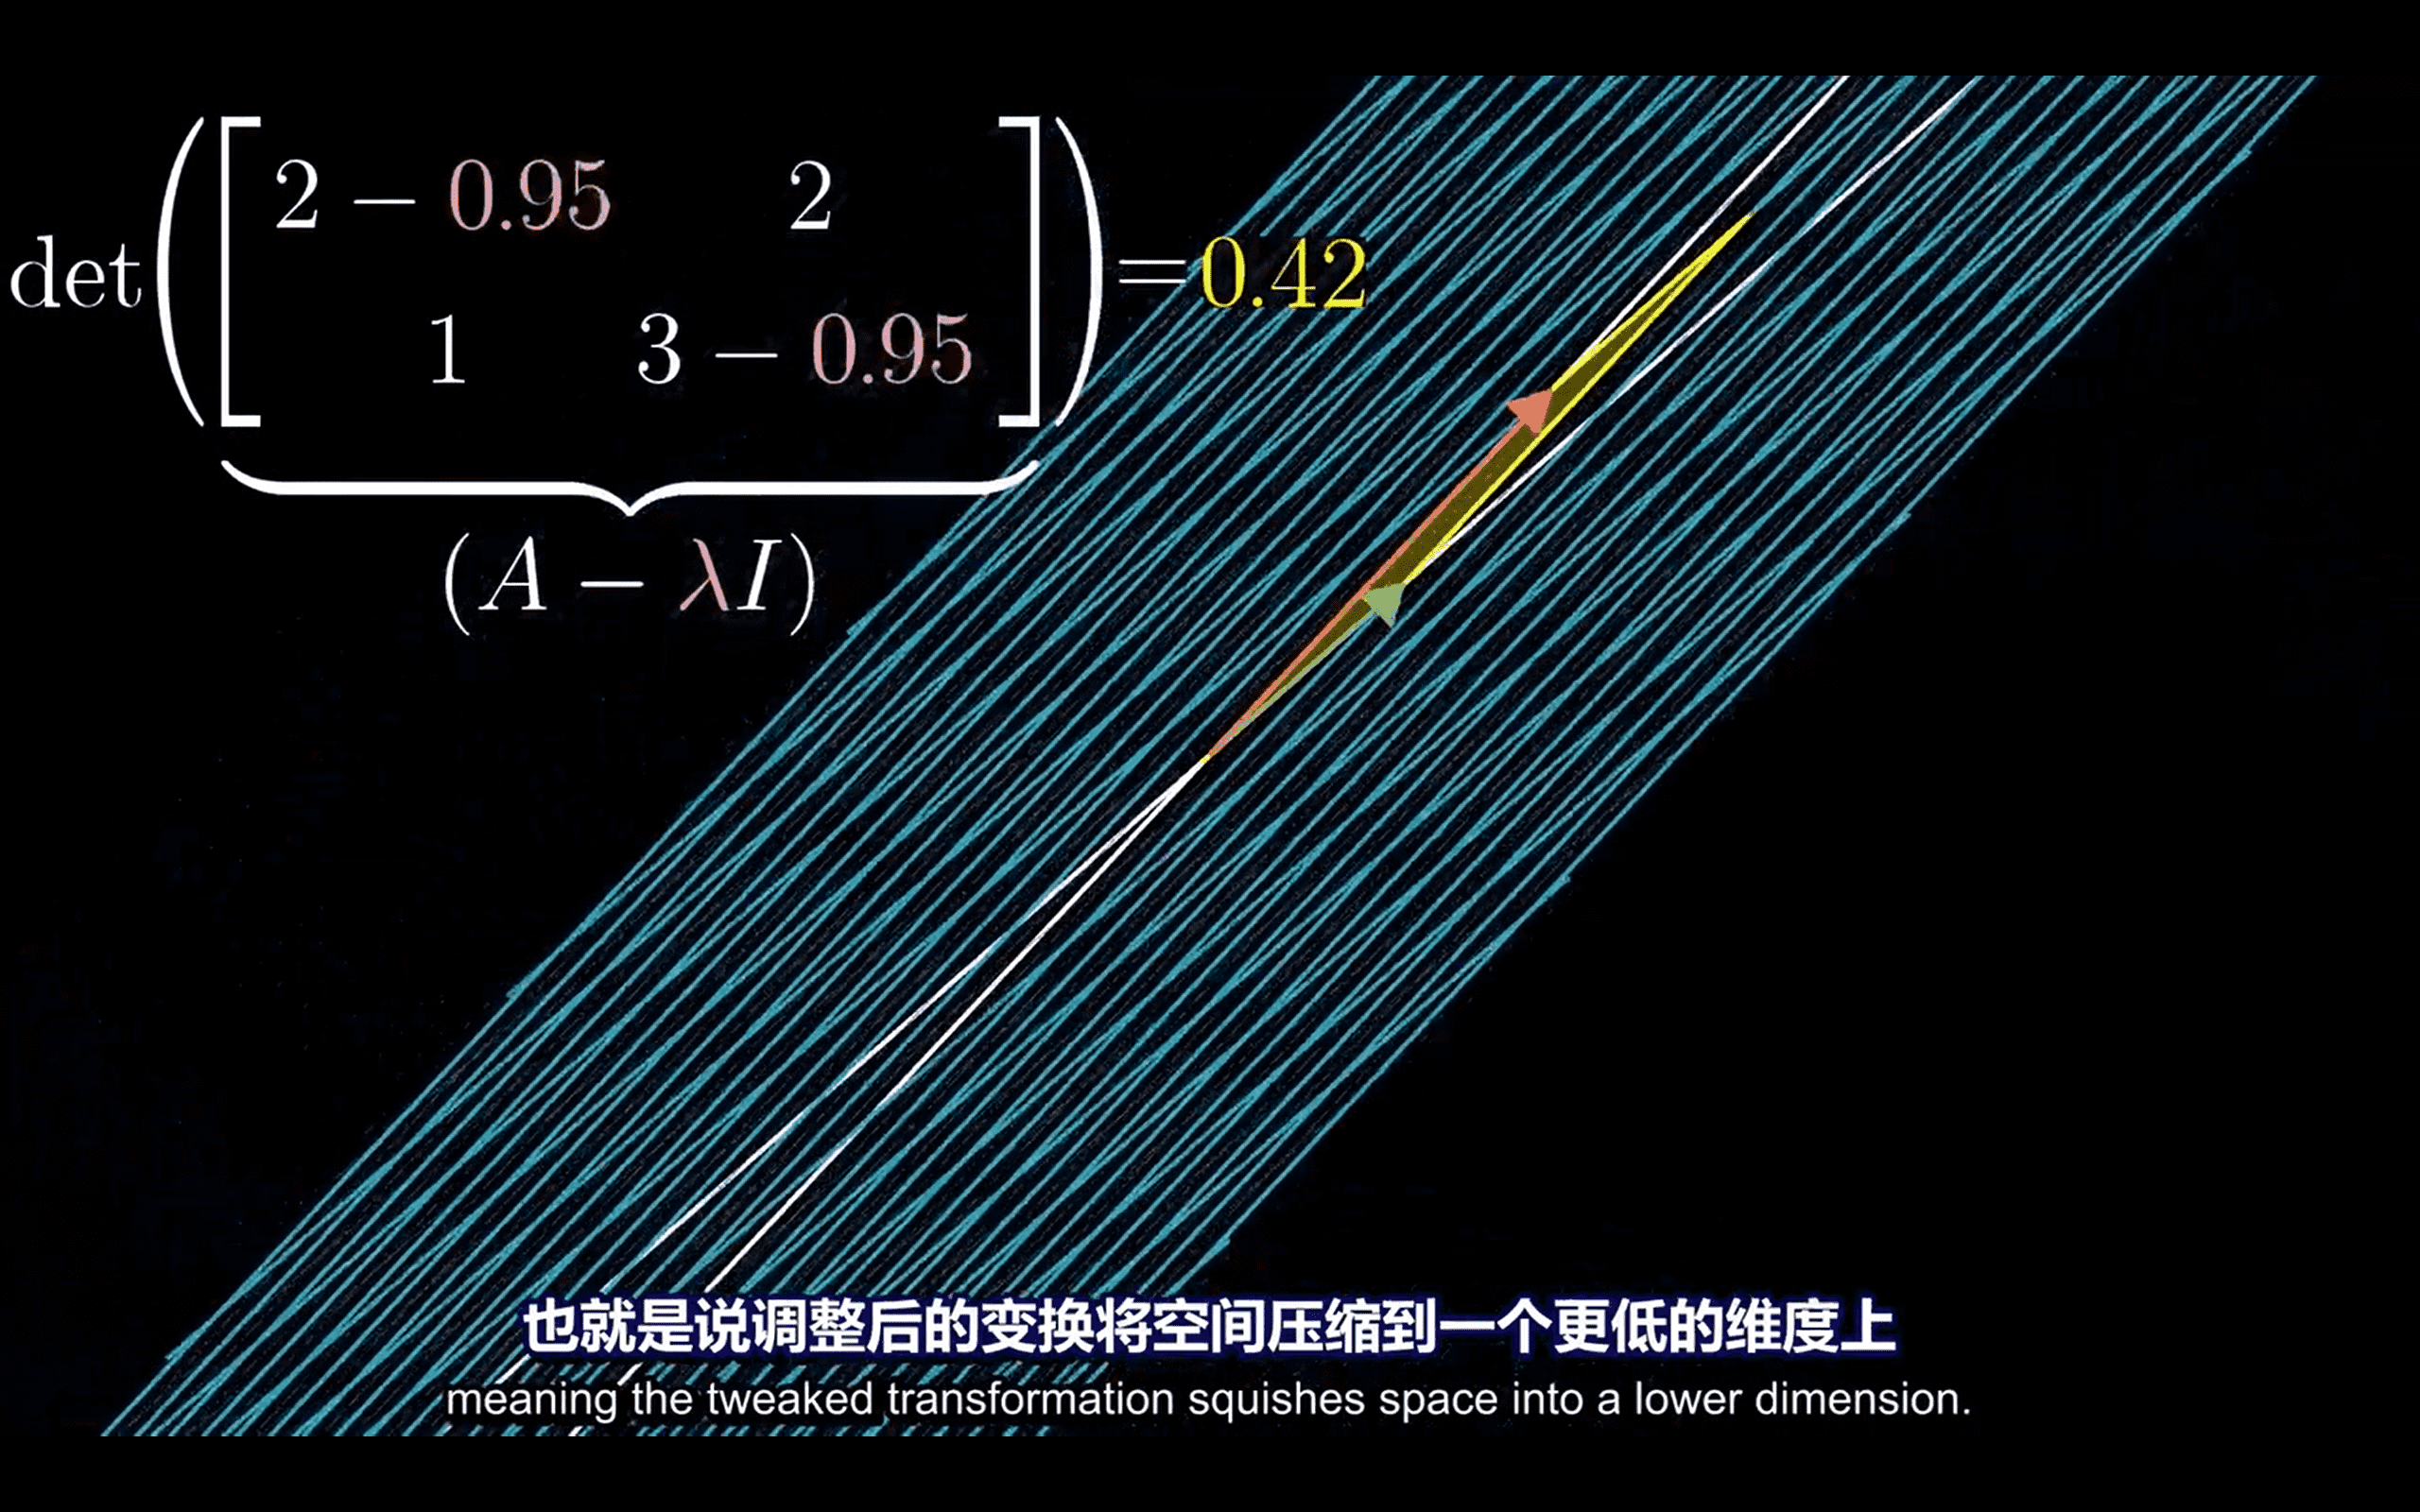 det([2 − 0.95 2
1 3 − 0.95]) = 0.42
(A − λI)
也就是说调整后的变换将空间压缩到一个更低的维度上
meaning the tweaked transformation squishes space into a lower dimension.